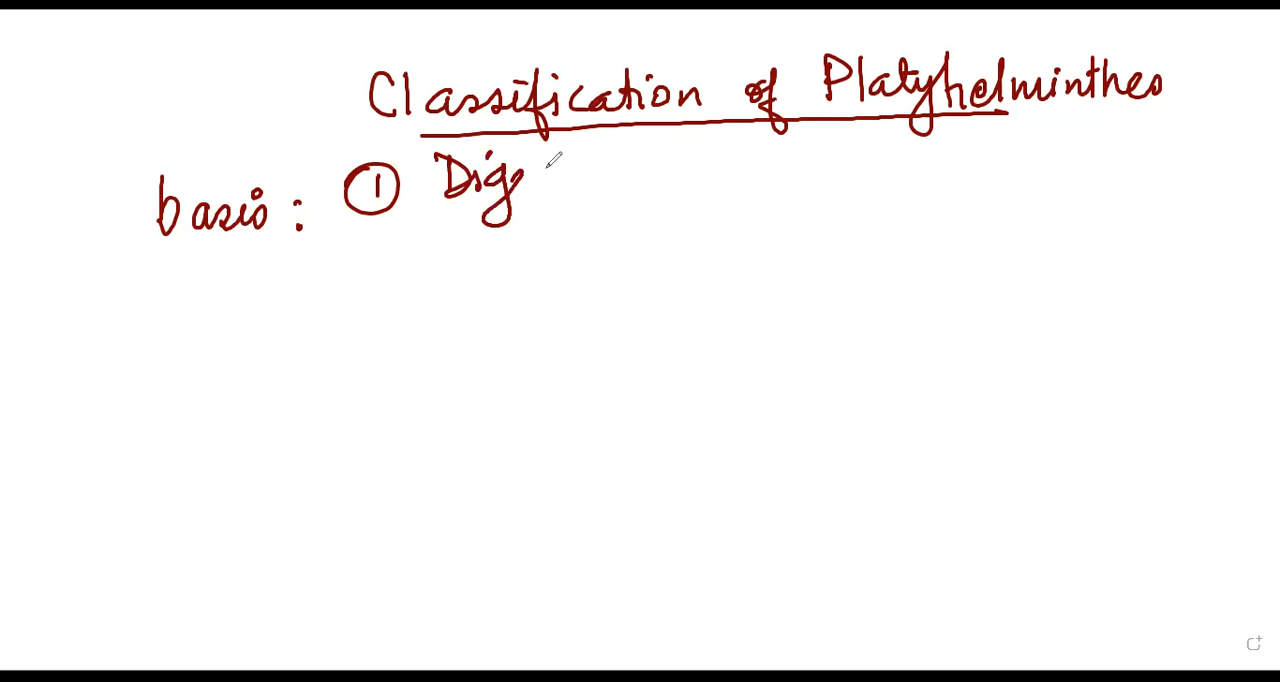 Classification of Platyhelminthes
basis: ① Dig